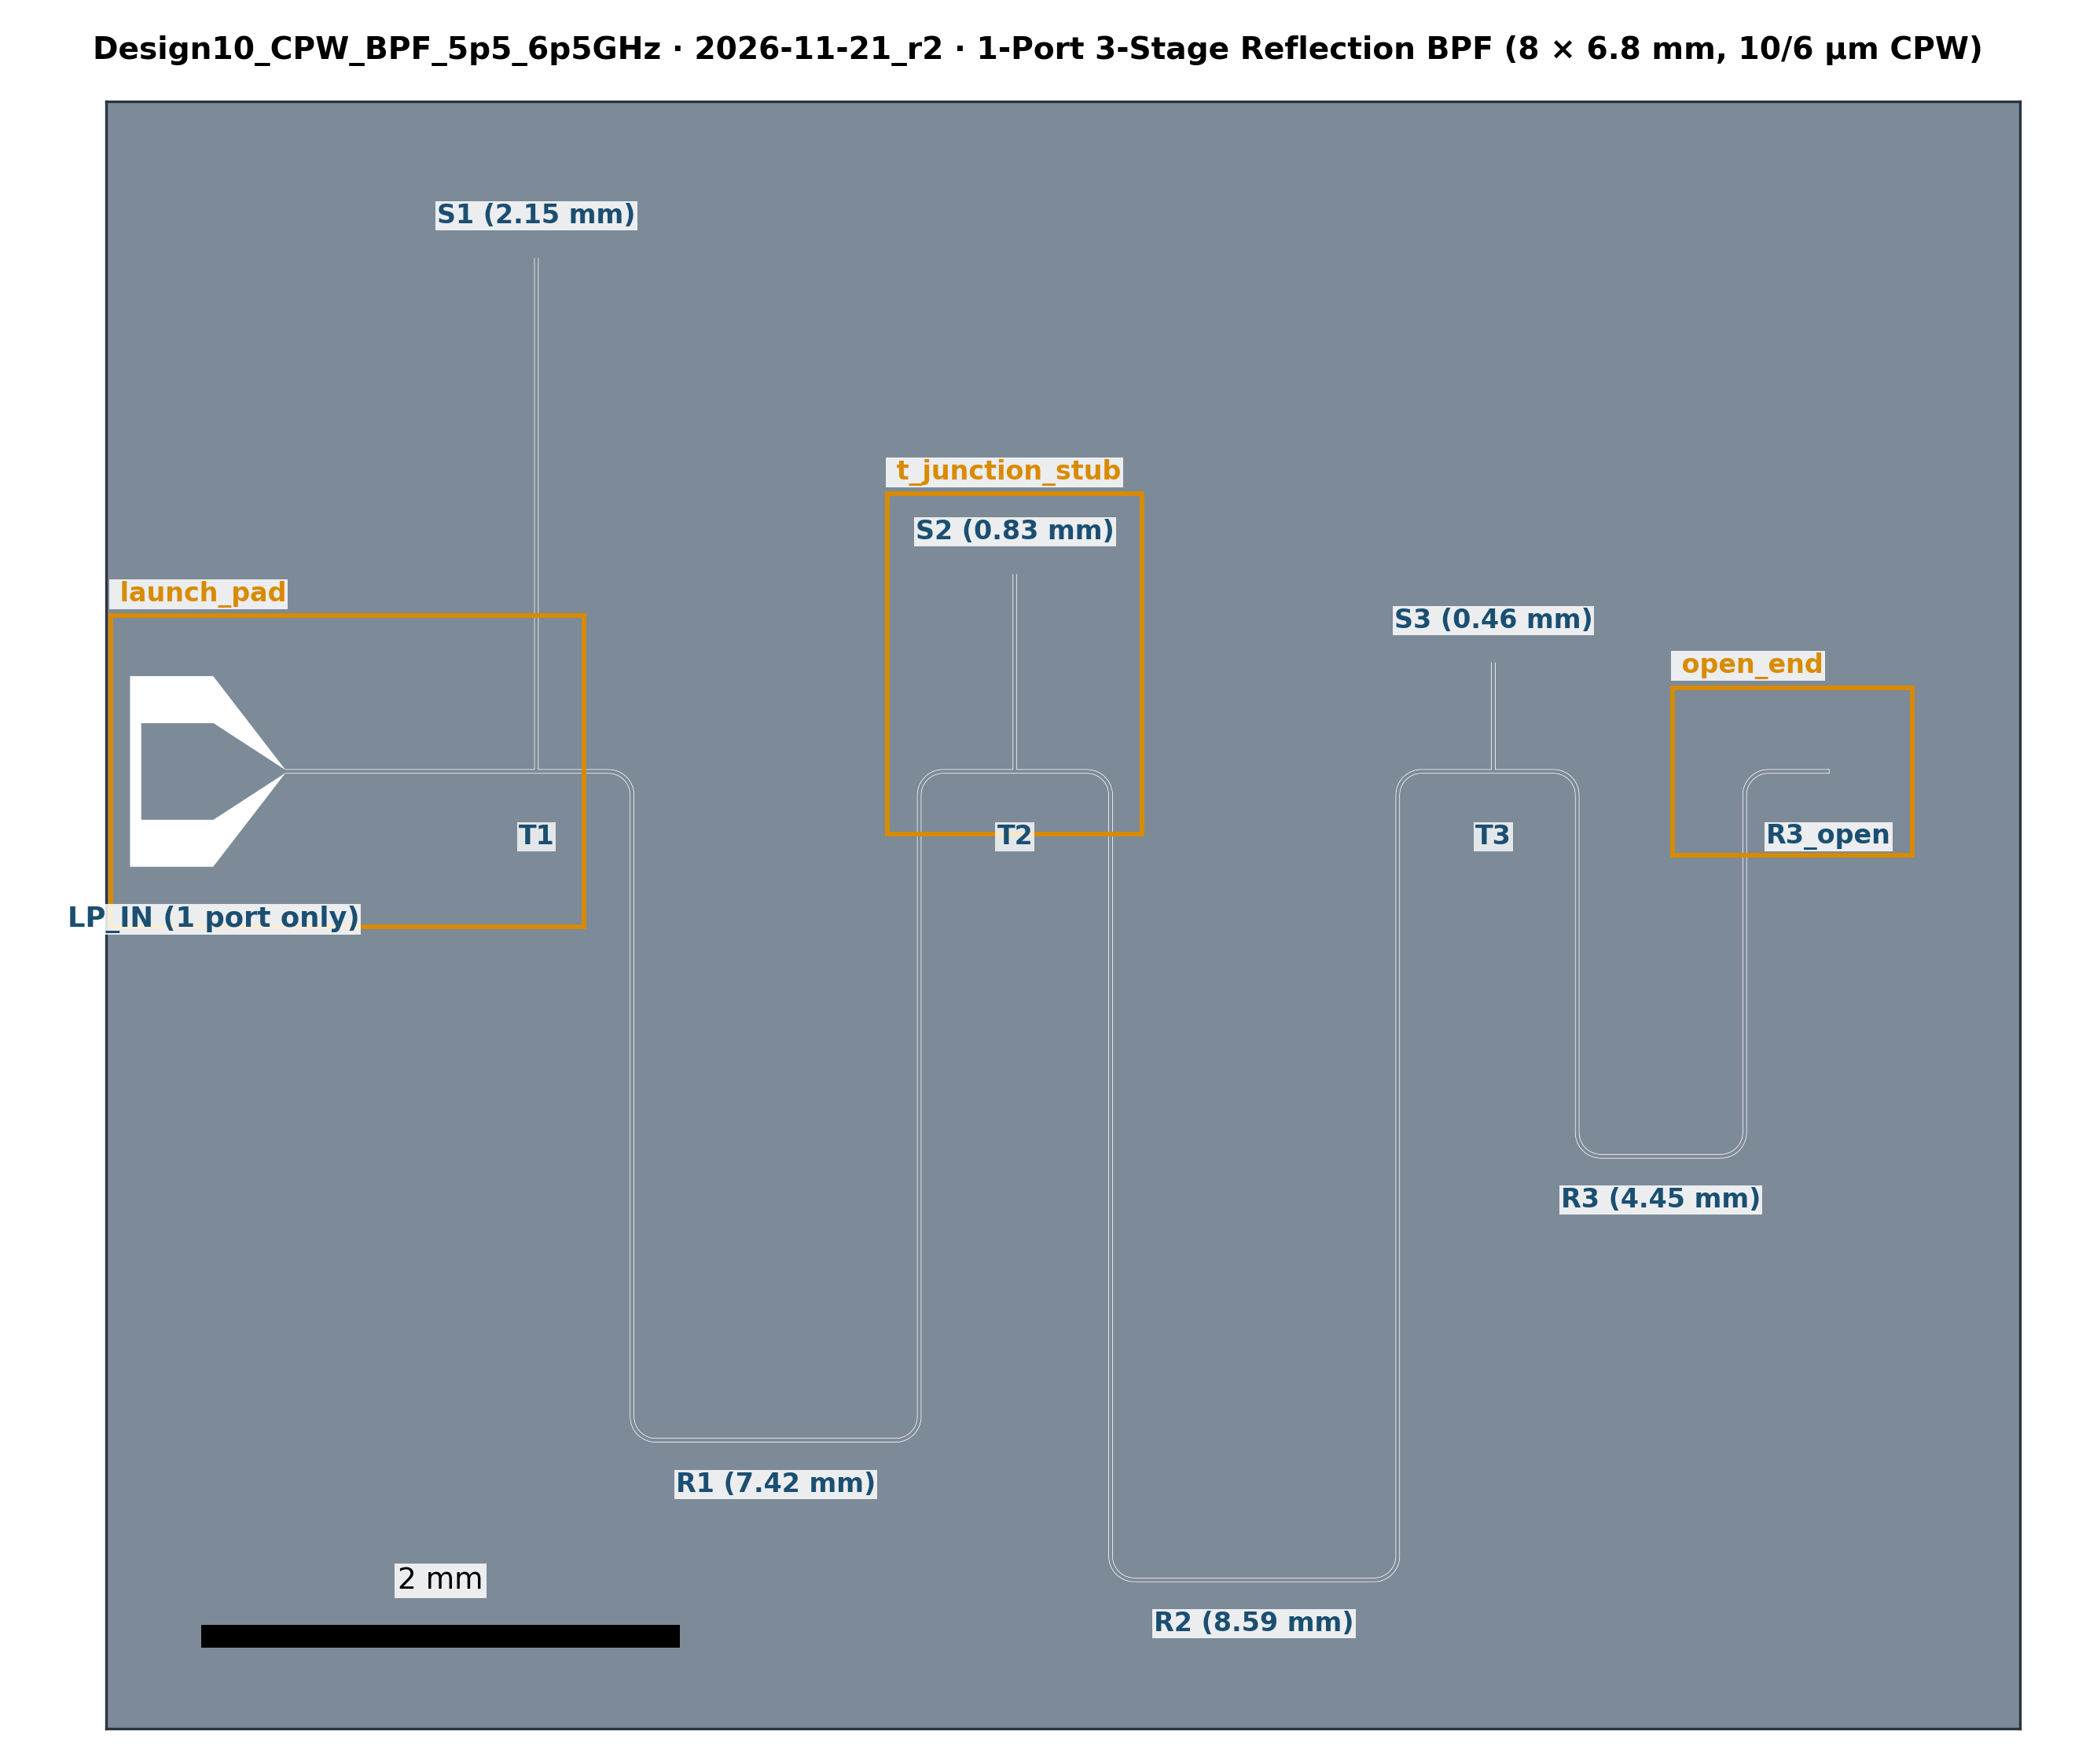 Design10_CPW_BPF_5p5_6p5GHz · 2026-11-21_r2 · 1-Port 3-Stage Reflection BPF (8 × 6.8 mm, 10/6 μm CPW)
S1 (2.15 mm)
t_junction_stub
S2 (0.83 mm)
launch_pad
S3 (0.46 mm)
open_end
T1
T2
T3
R3_open
LP_IN (1 port only)
R3 (4.45 mm)
R1 (7.42 mm)
2 mm
R2 (8.59 mm)